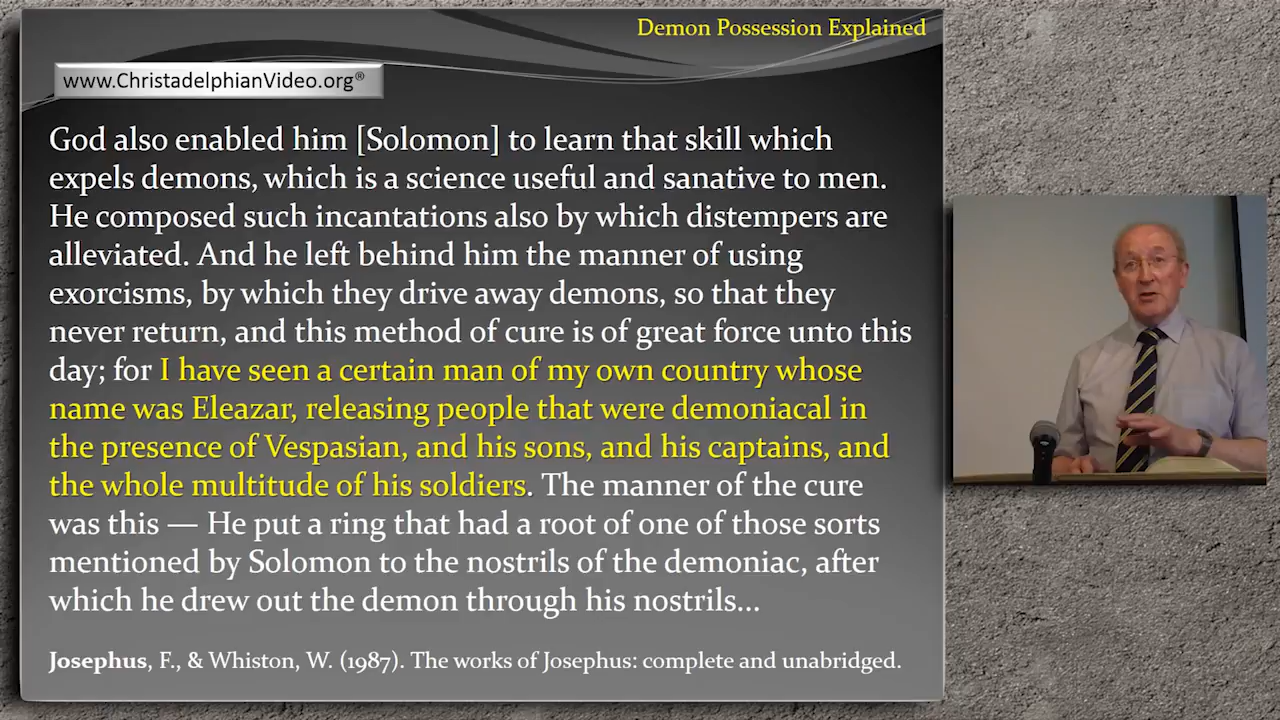 Demon Possession Explained
www.ChristadelphianVideo.org®
God also enabled him [Solomon] to learn that skill which
expels demons, which is a science useful and sanative to men.
He composed such incantations also by which distempers are
alleviated. And he left behind him the manner of using
exorcisms, by which they drive away demons, so that they
never return, and this method of cure is of great force unto this
day; for I have seen a certain man of my own country whose
name was Eleazar, releasing people that were demoniacal in
the presence of Vespasian, and his sons, and his captains, and
the whole multitude of his soldiers. The manner of the cure
was this — He put a ring that had a root of one of those sorts
mentioned by Solomon to the nostrils of the demoniac, after
which he drew out the demon through his nostrils...
Josephus, F., & Whiston, W. (1987). The works of Josephus: complete and unabridged.